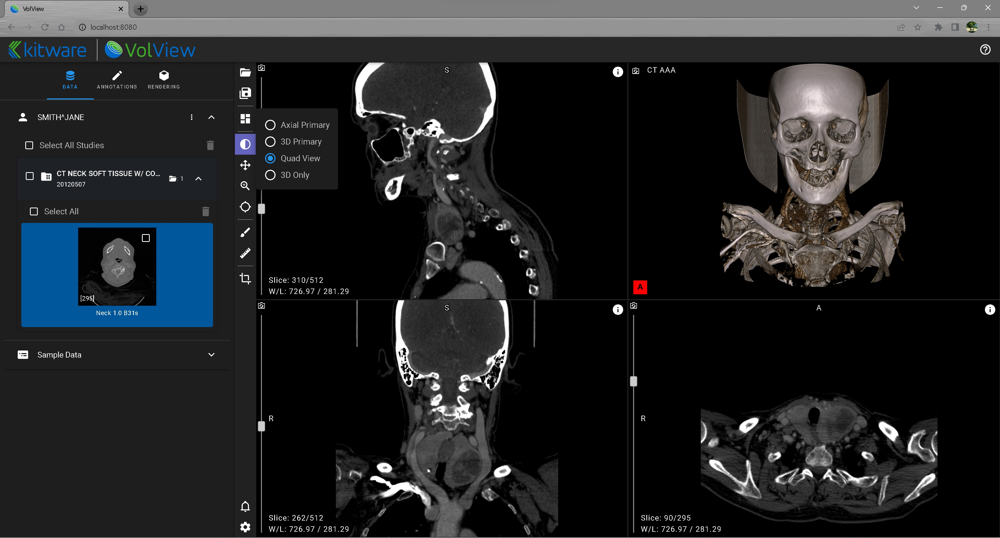 VolView
localhost:8080
kitware
VolView
DATA
ANNOTATIONS
RENDERING
SMITH^JANE
Select All Studies
CT NECK SOFT TISSUE W/ CO...
20120507
: 1
Select All
[295]
Neck 1.0 B31s
Sample Data
Axial Primary
3D Primary
Quad View
3D Only
S
Slice: 310/512
W/L: 726.97 / 281.29
CT AAA
A
S
R
Slice: 262/512
W/L: 726.97 / 281.29
A
R
Slice: 90/295
W/L: 726.97 / 281.29